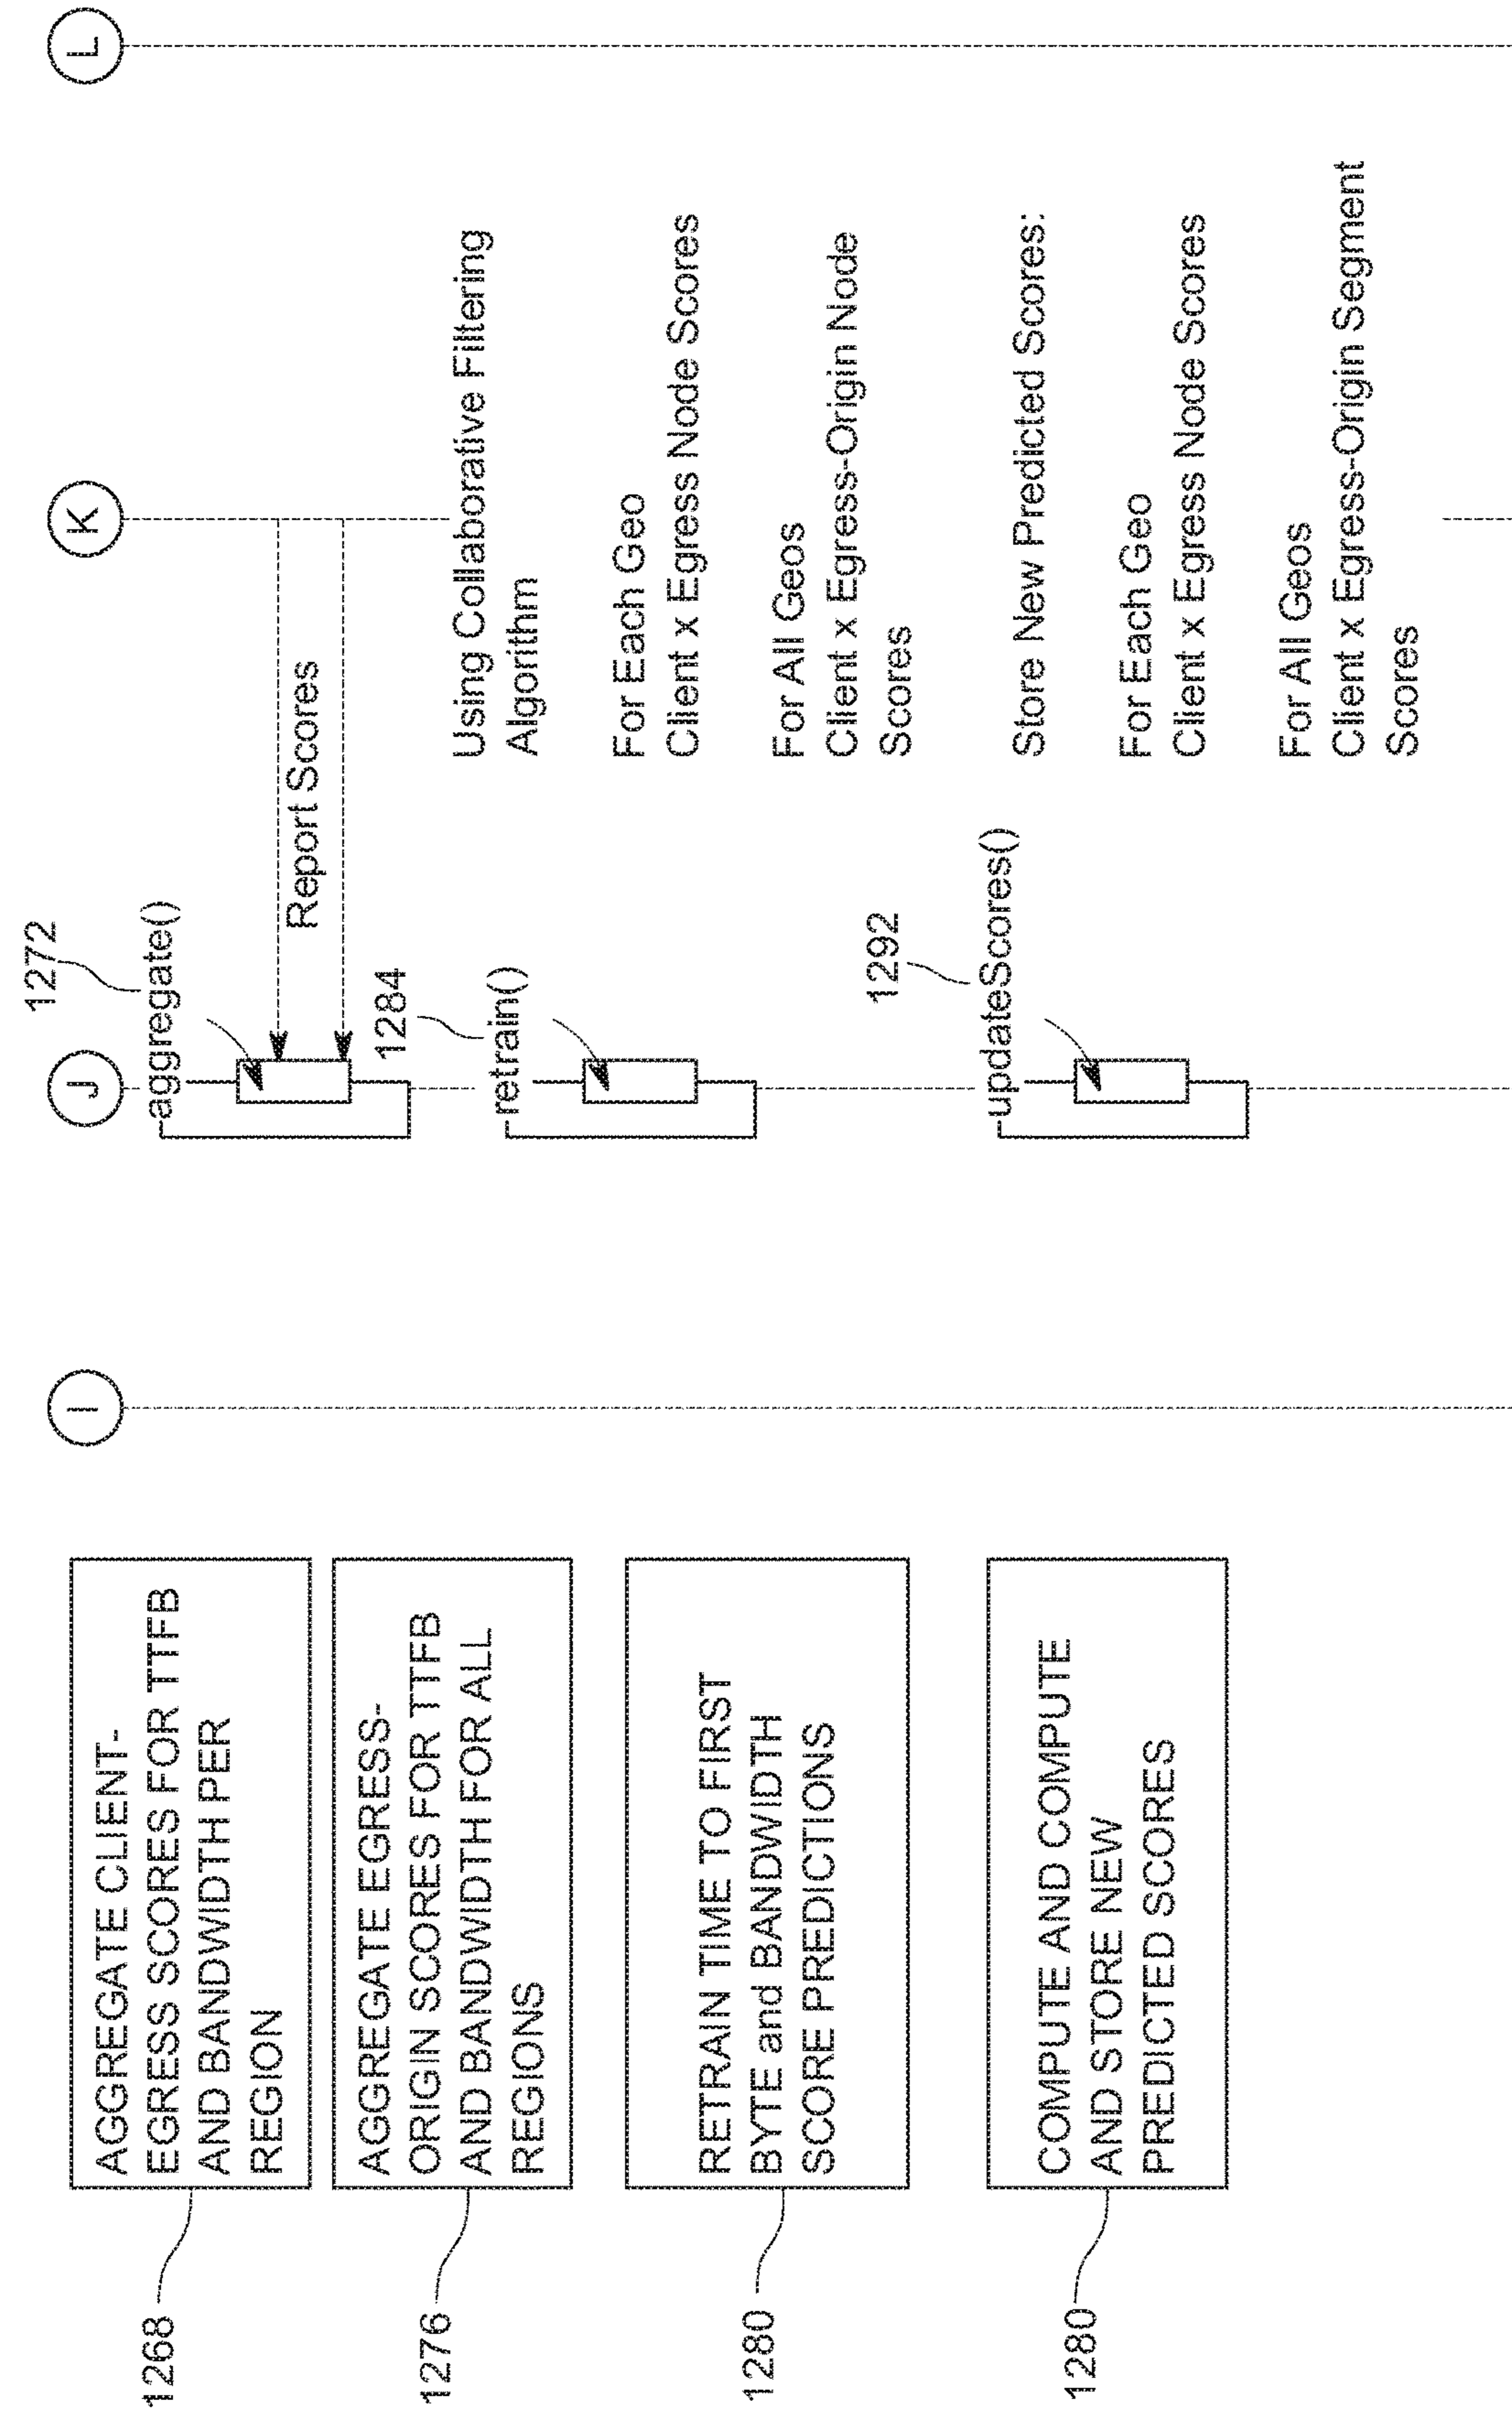 1268
AGGREGATE CLIENT-
EGRESS SCORES FOR TTFB
AND BANDWIDTH PER
REGION
1276
AGGREGATE EGRESS-
ORIGIN SCORES FOR TTFB
AND BANDWIDTH FOR ALL
REGIONS
1280
RETRAIN TIME TO FIRST
BYTE and BANDWIDTH
SCORE PREDICTIONS
1280
COMPUTE AND COMPUTE
AND STORE NEW
PREDICTED SCORES
I
J
K
L
1272
aggregate()
Report Scores
1284
retrain()
Using Collaborative Filtering
Algorithm
For Each Geo
Client x Egress Node Scores
For All Geos
Client x Egress-Origin Node
Scores
1292
updateScores()
Store New Predicted Scores:
For Each Geo
Client x Egress Node Scores
For All Geos
Client x Egress-Origin Segment
Scores